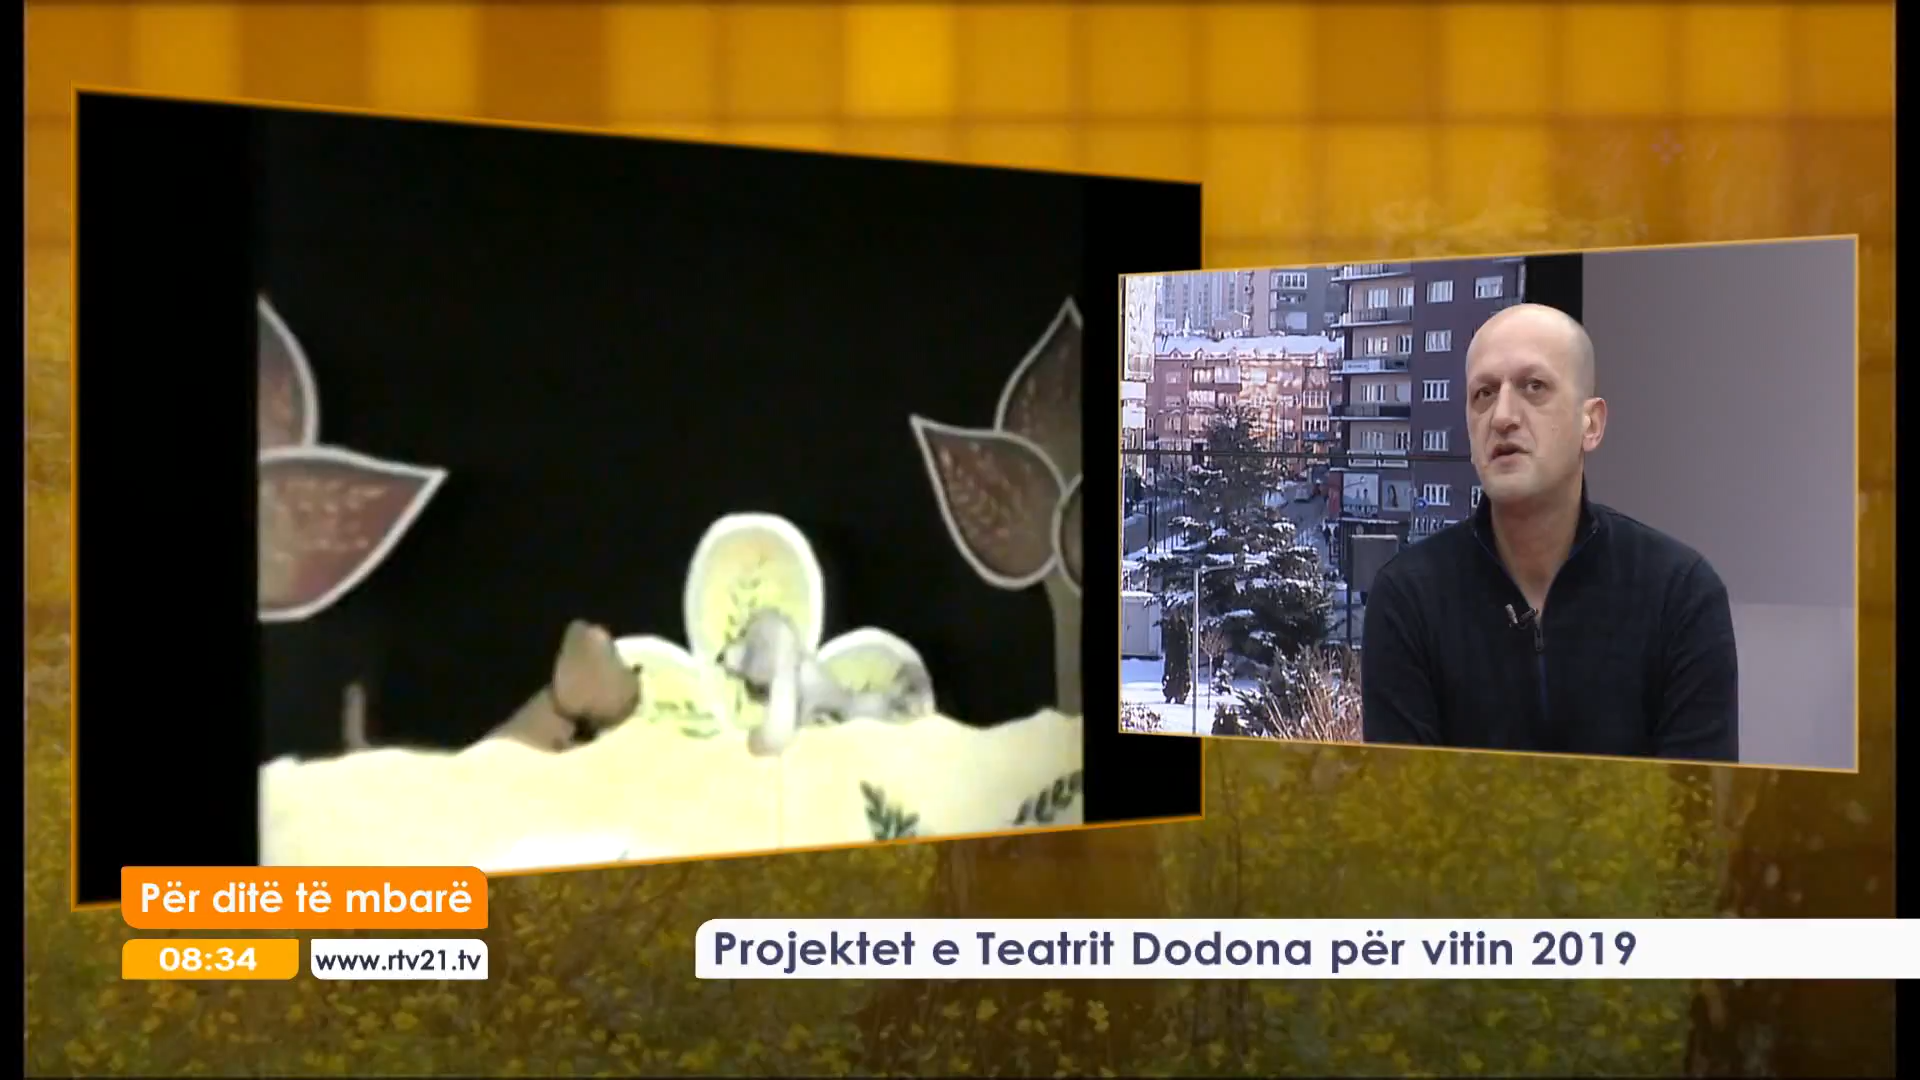 Për ditë të mbarë
08:34
www.rtv21.tv
Projektet e Teatrit Dodona për vitin 2019